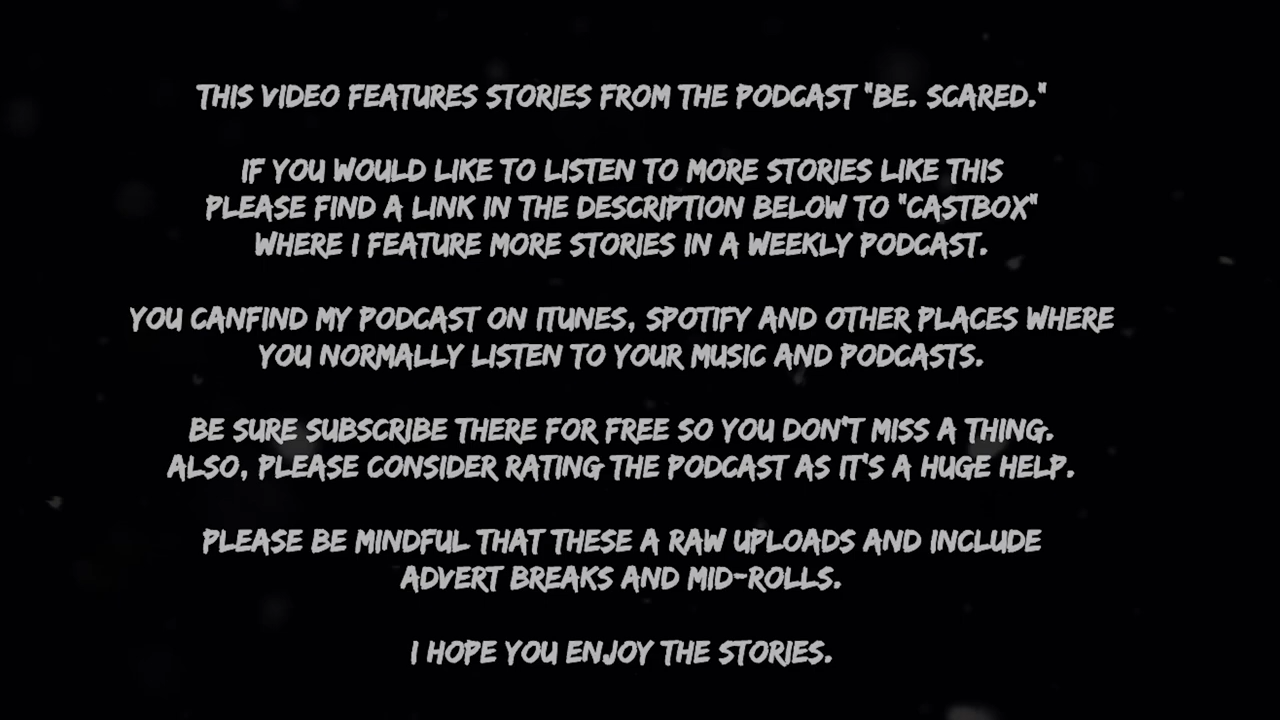 THIS VIDEO FEATURES STORIES FROM THE PODCAST "BE. SCARED."
IF YOU WOULD LIKE TO LISTEN TO MORE STORIES LIKE THIS
PLEASE FIND A LINK IN THE DESCRIPTION BELOW TO "CASTBOX"
WHERE I FEATURE MORE STORIES IN A WEEKLY PODCAST.
YOU CANFIND MY PODCAST ON ITUNES, SPOTIFY AND OTHER PLACES WHERE
YOU NORMALLY LISTEN TO YOUR MUSIC AND PODCASTS.
BE SURE SUBSCRIBE THERE FOR FREE SO YOU DON'T MISS A THING.
ALSO, PLEASE CONSIDER RATING THE PODCAST AS IT'S A HUGE HELP.
PLEASE BE MINDFUL THAT THESE A RAW UPLOADS AND INCLUDE
ADVERT BREAKS AND MID-ROLLS.
I HOPE YOU ENJOY THE STORIES.